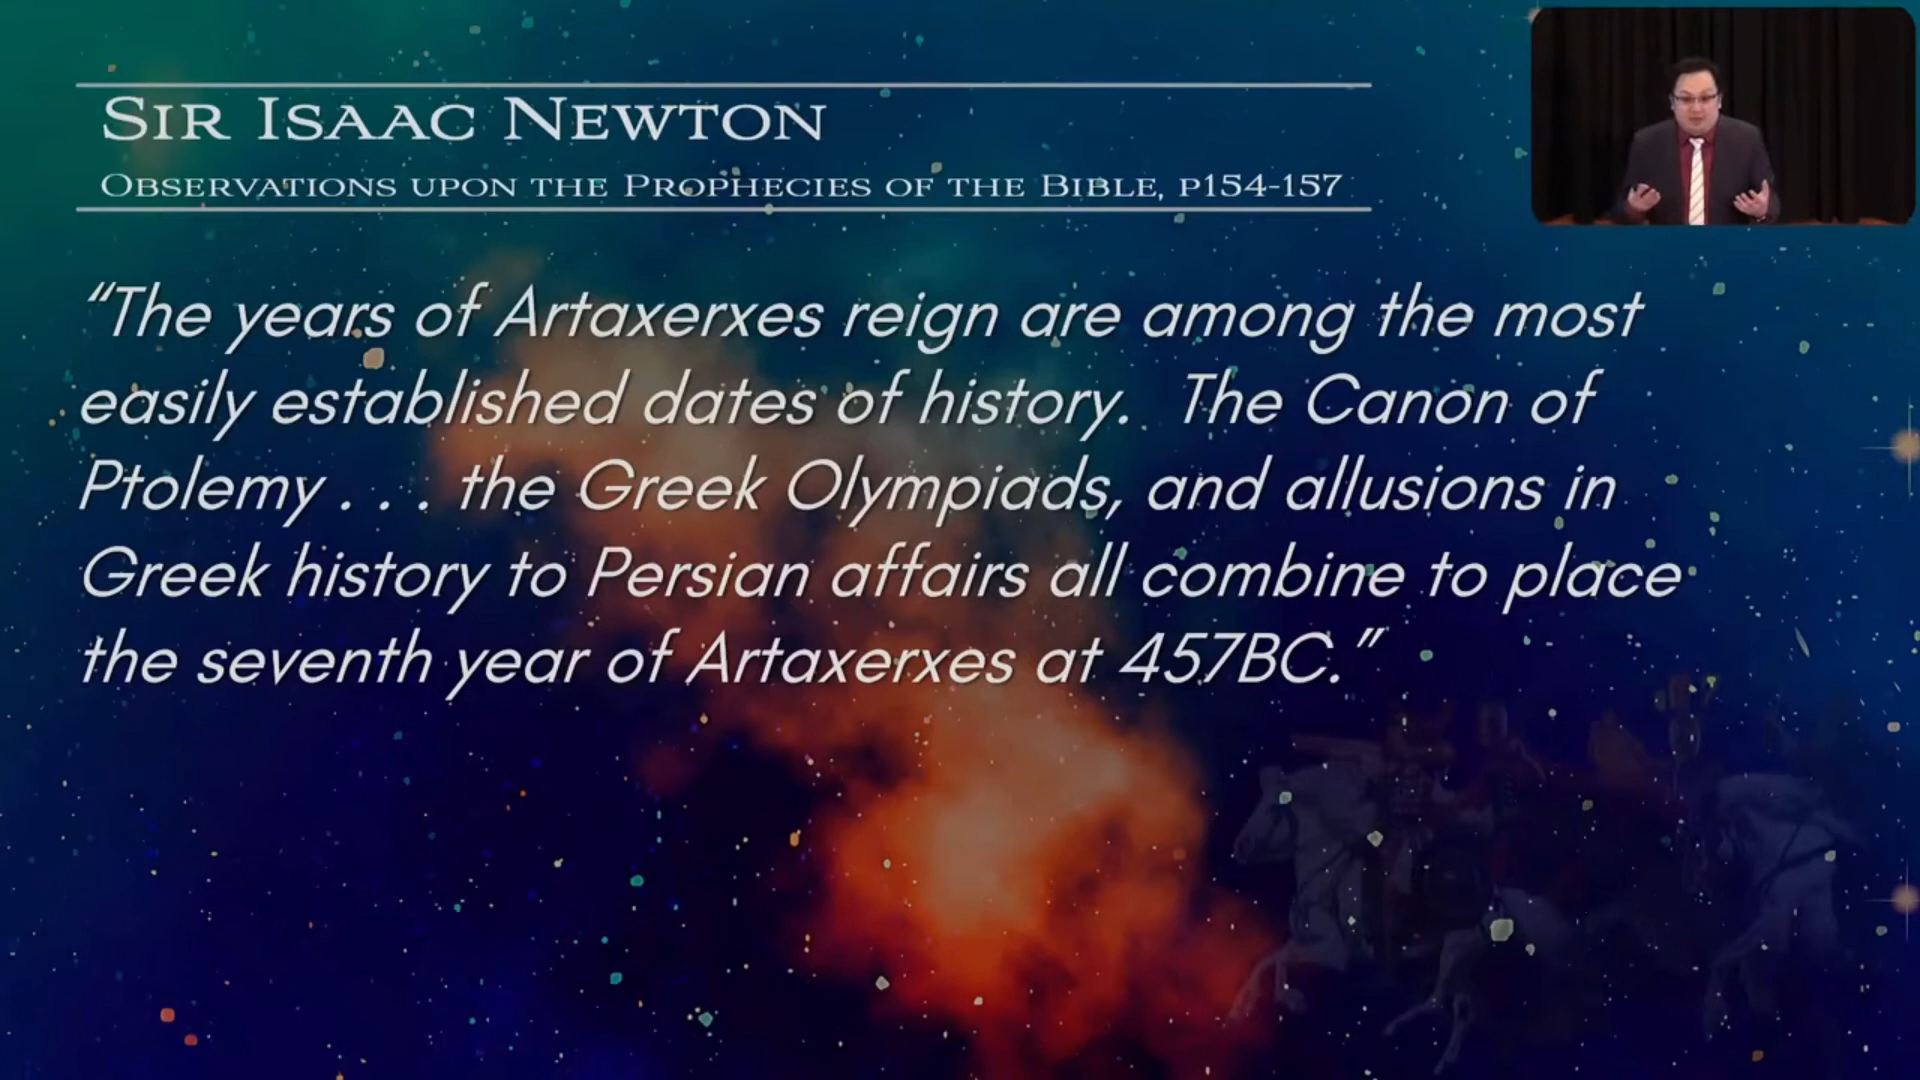 Sir Isaac Newton
Observations upon the Prophecies of the Bible, p154-157
“The years of Artaxerxes reign are among the most
easily established dates of history. The Canon of
Ptolemy . . . the Greek Olympiads, and allusions in
Greek history to Persian affairs all combine to place
the seventh year of Artaxerxes at 457BC.”